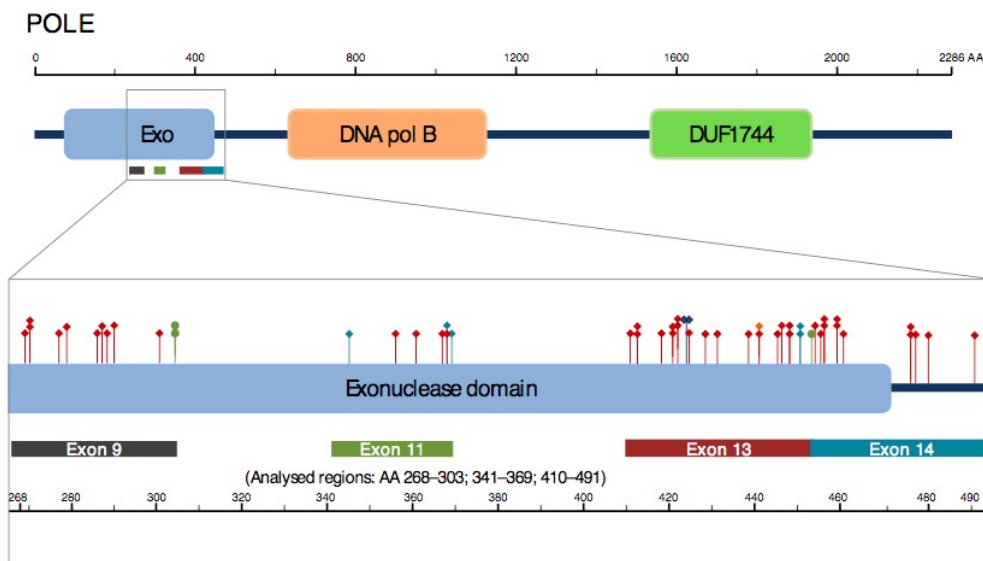 POLE
0 400 800 1200 1600 2000 2286 AA
Exo DNA pol B DUF1744
Exonuclease domain
Exon 9 Exon 11 Exon 13 Exon 14
(Analysed regions: AA 268–303; 341–369; 410–491)
268 280 300 320 340 360 380 400 420 440 460 480 490